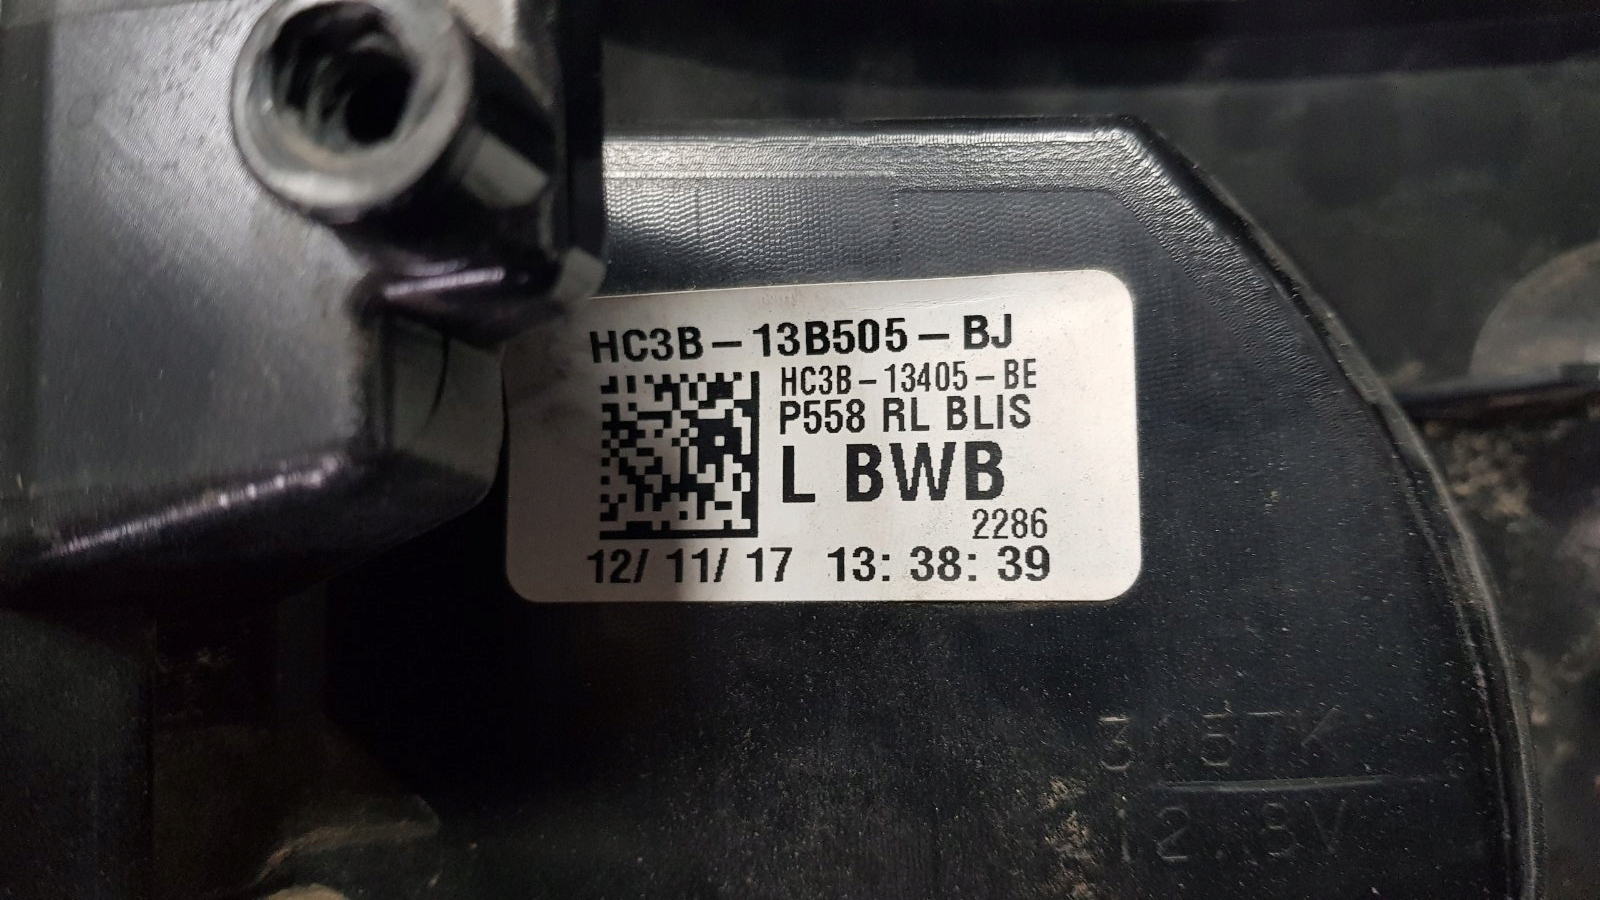 HC3B-13B505-BJ
HC3B-13405-BE
P558 RL BLIS
L BWB
2286
12/ 11/ 17 13: 38: 39
3157K
12.8V